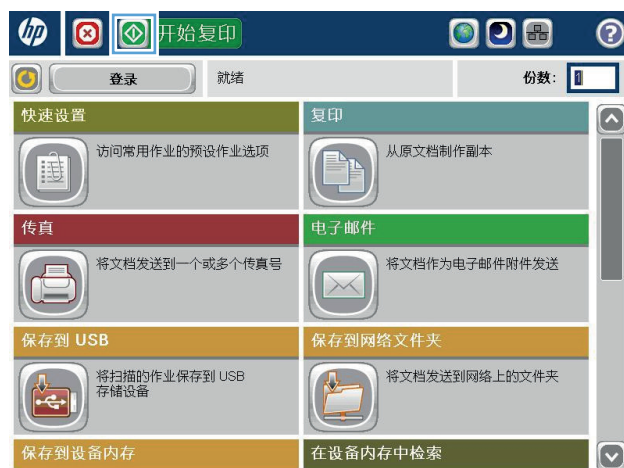 hp
开始复印
登录
就绪
份数: 1
快速设置
访问常用作业的预设作业选项
复印
从原文档制作副本
传真
将文档发送到一个或多个传真号
电子邮件
将文档作为电子邮件附件发送
保存到 USB
将扫描的作业保存到 USB
存储设备
保存到网络文件夹
将文档发送到网络上的文件夹
保存到设备内存
在设备内存中检索